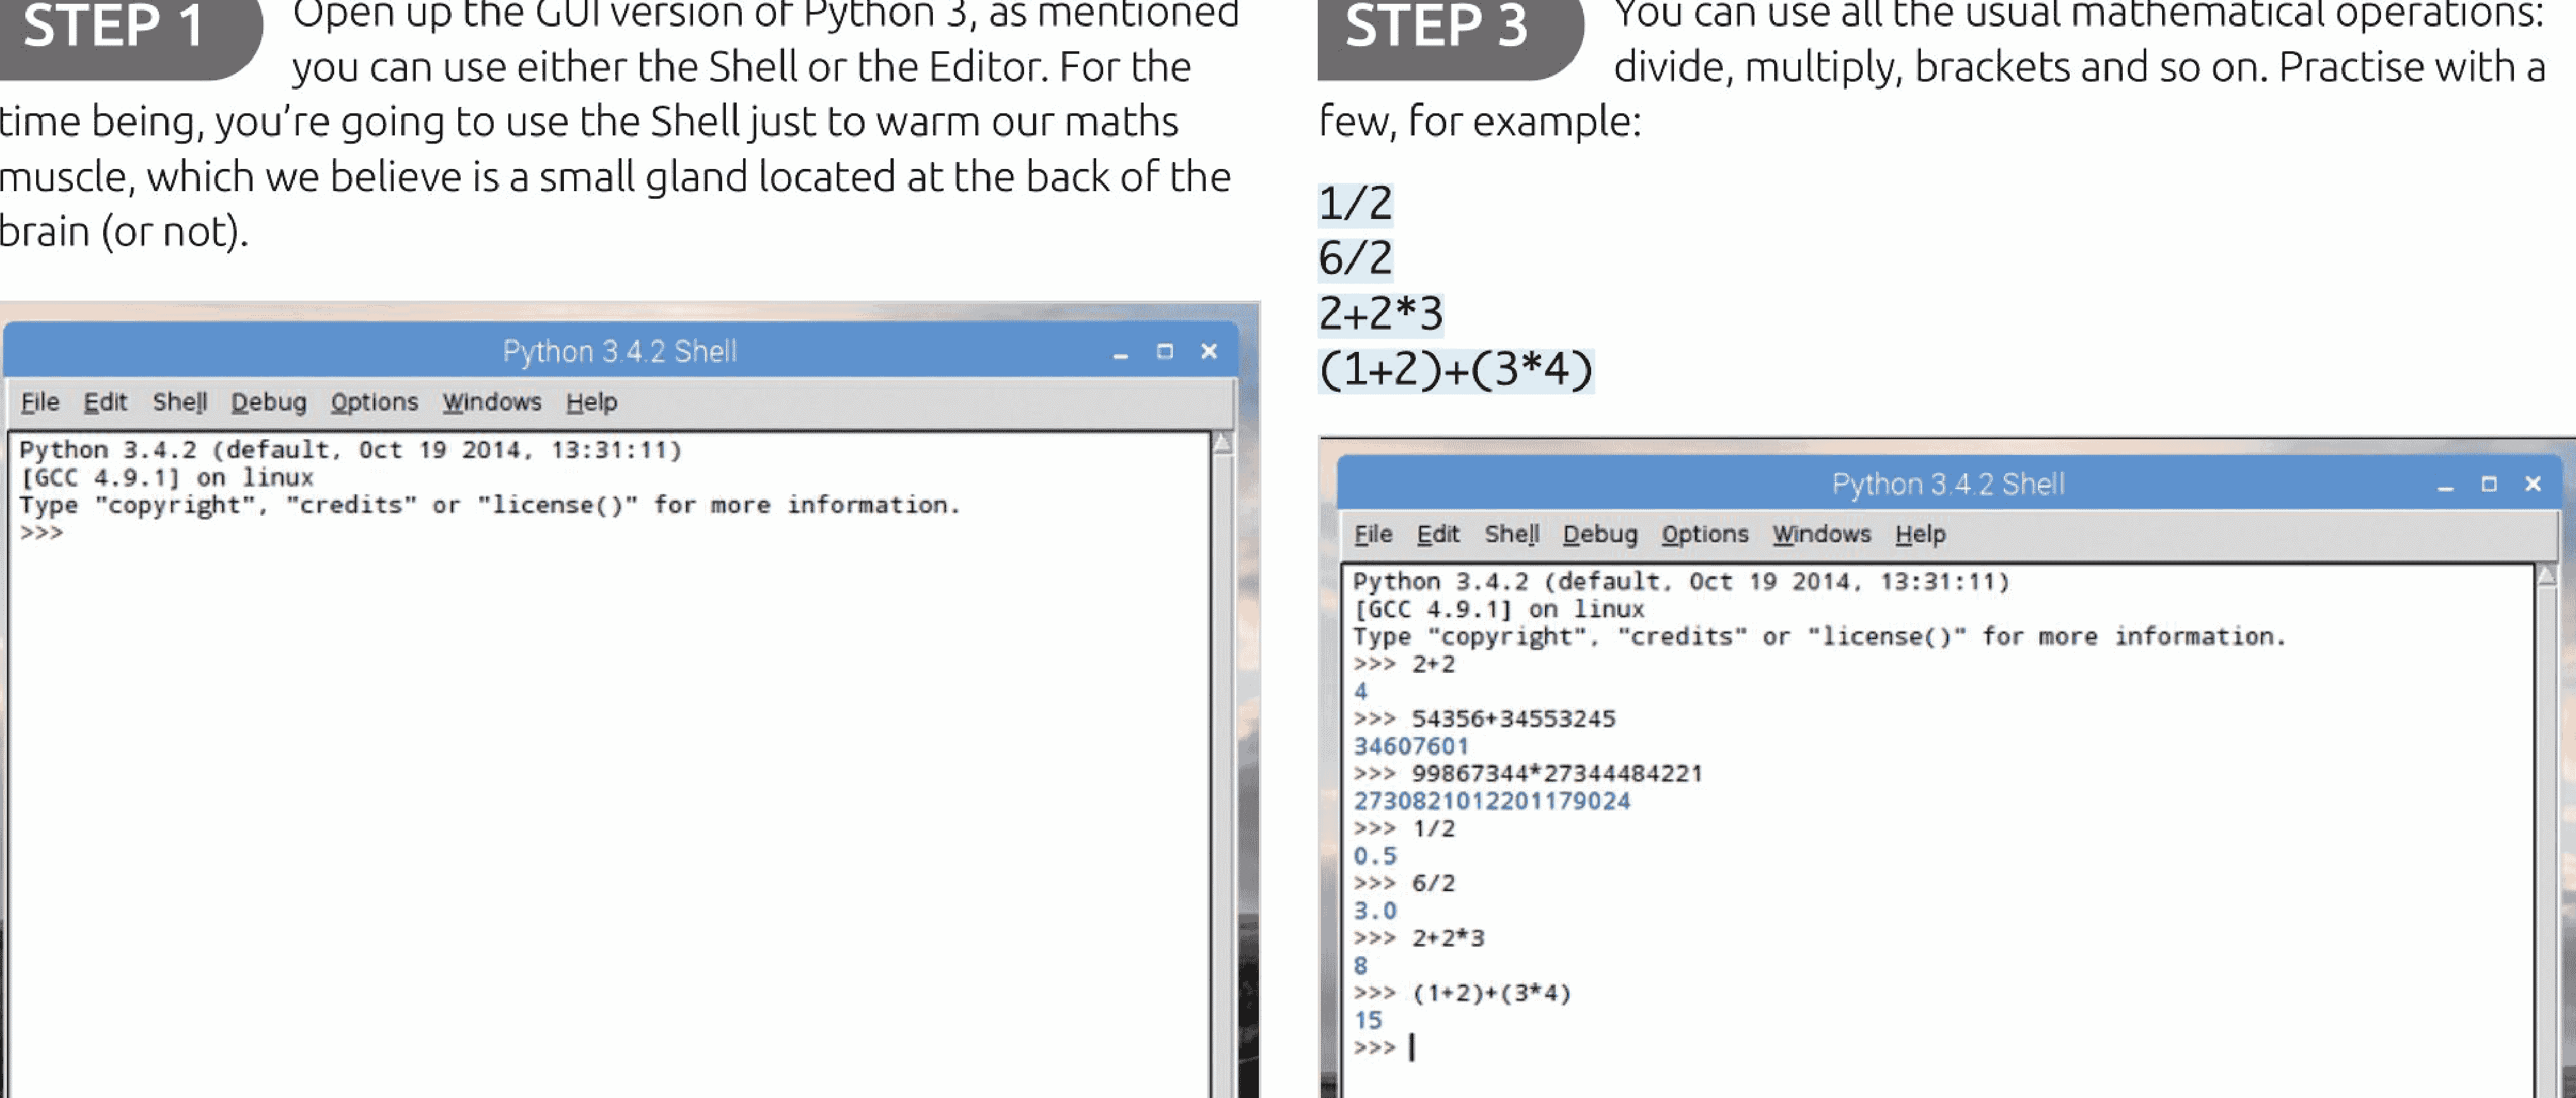 STEP 1
Open up the GUI version of Python 3, as mentioned
you can use either the Shell or the Editor. For the
time being, you’re going to use the Shell just to warm our maths
muscle, which we believe is a small gland located at the back of the
brain (or not).
Python 3.4.2 Shell
File Edit Shell Debug Options Windows Help
Python 3.4.2 (default, Oct 19 2014, 13:31:11)
[GCC 4.9.1] on linux
Type "copyright", "credits" or "license()" for more information.
>>>
STEP 3
You can use all the usual mathematical operations:
divide, multiply, brackets and so on. Practise with a
few, for example:
1/2
6/2
2+2*3
(1+2)+(3*4)
Python 3.4.2 Shell
File Edit Shell Debug Options Windows Help
Python 3.4.2 (default, Oct 19 2014, 13:31:11)
[GCC 4.9.1] on linux
Type "copyright", "credits" or "license()" for more information.
>>> 2+2
4
>>> 54356+34553245
34607601
>>> 99867344*27344484221
2730821012201179024
>>> 1/2
0.5
>>> 6/2
3.0
>>> 2+2*3
8
>>> (1+2)+(3*4)
15
>>>